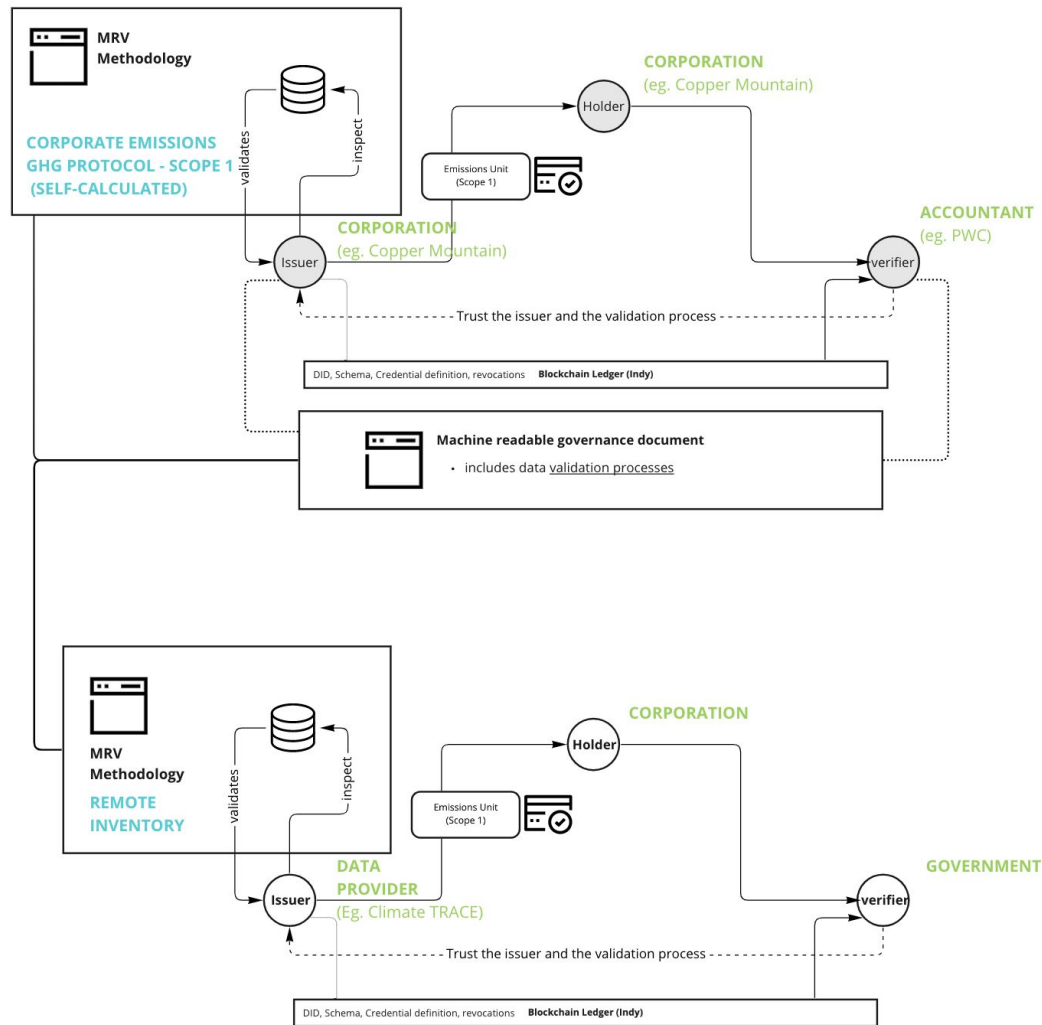 MRV
Methodology
CORPORATE EMISSIONS
GHG PROTOCOL - SCOPE 1
(SELF-CALCULATED)
validates
inspect
CORPORATION
(eg. Copper Mountain)
Holder
Emissions Unit
(Scope 1)
CORPORATION
(eg. Copper Mountain)
Issuer
ACCOUNTANT
(eg. PWC)
verifier
Trust the issuer and the validation process
DID, Schema, Credential definition, revocations Blockchain Ledger (Indy)
Machine readable governance document
• includes data validation processes
MRV
Methodology
REMOTE
INVENTORY
validates
inspect
CORPORATION
Holder
Emissions Unit
(Scope 1)
DATA
PROVIDER
(Eg. Climate TRACE)
Issuer
GOVERNMENT
verifier
Trust the issuer and the validation process
DID, Schema, Credential definition, revocations Blockchain Ledger (Indy)